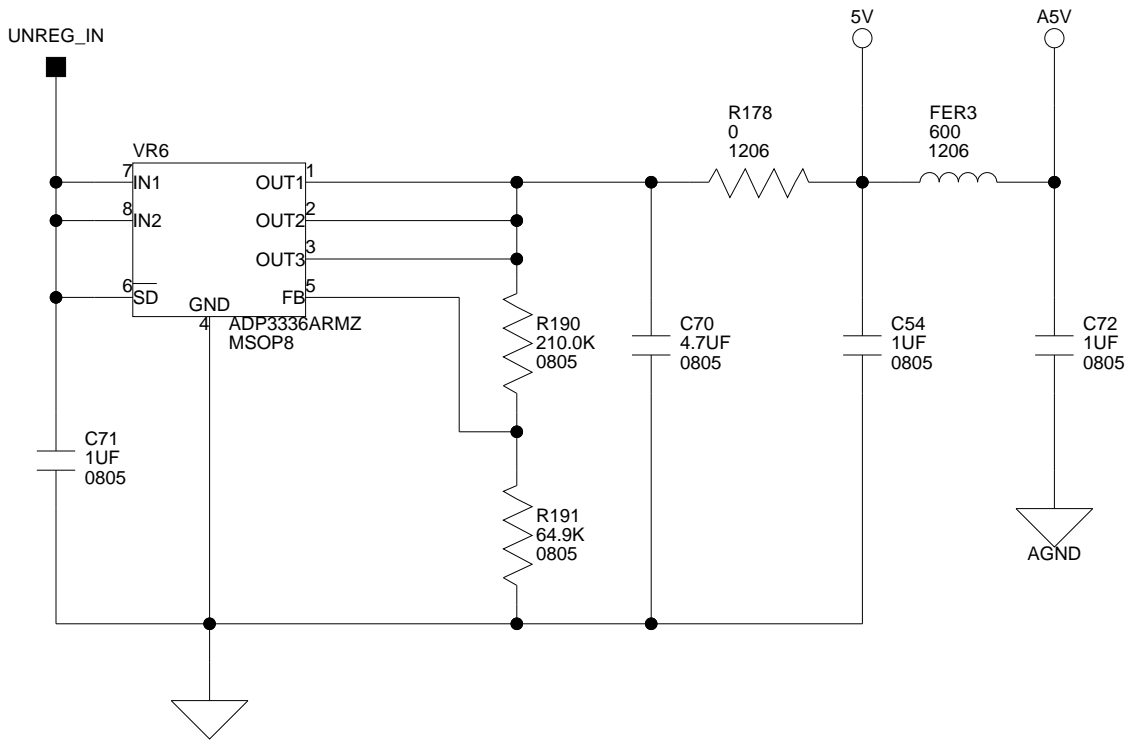 UNREG_IN
5V
A5V
R178
0
1206
FER3
600
1206
VR6
7
IN1
OUT1
1
8
IN2
OUT2
2
OUT3
3
6
SD
GND
FB
5
4
ADP3336ARMZ
MSOP8
R190
210.0K
0805
C70
4.7UF
0805
C54
1UF
0805
C72
1UF
0805
C71
1UF
0805
R191
64.9K
0805
AGND